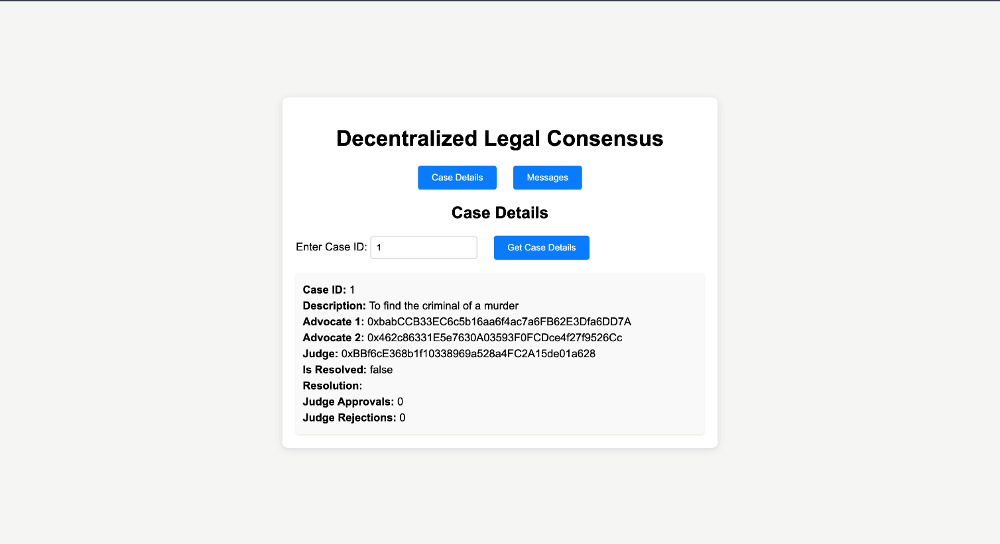 Decentralized Legal Consensus
Case Details
Messages
Case Details
Enter Case ID: 1
Get Case Details
Case ID: 1
Description: To find the criminal of a murder
Advocate 1: 0xbabCCB33EC6c5b16aa6f4ac7a6FB62E3Dfa6DD7A
Advocate 2: 0x462c86331E5e7630A03593F0FCDce4f27f9526Cc
Judge: 0xBBf6cE368b1f10338969a528a4FC2A15de01a628
Is Resolved: false
Resolution:
Judge Approvals: 0
Judge Rejections: 0